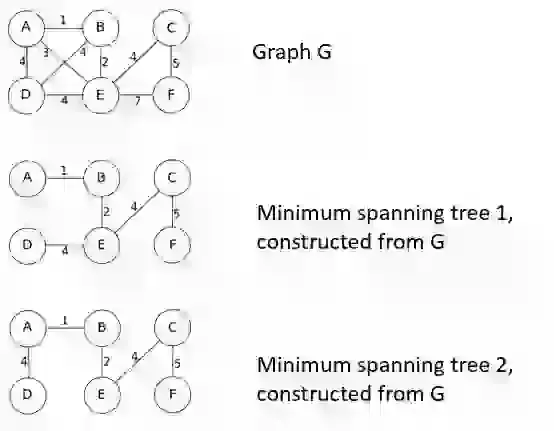 A 1 B C
3 4
4 2 4 5
Graph G
D 4 E 7 F
A 1 B C
2 4 5
Minimum spanning tree 1,
constructed from G
D 4 E F
A 1 B C
4 2 4 5
Minimum spanning tree 2,
constructed from G
D E F